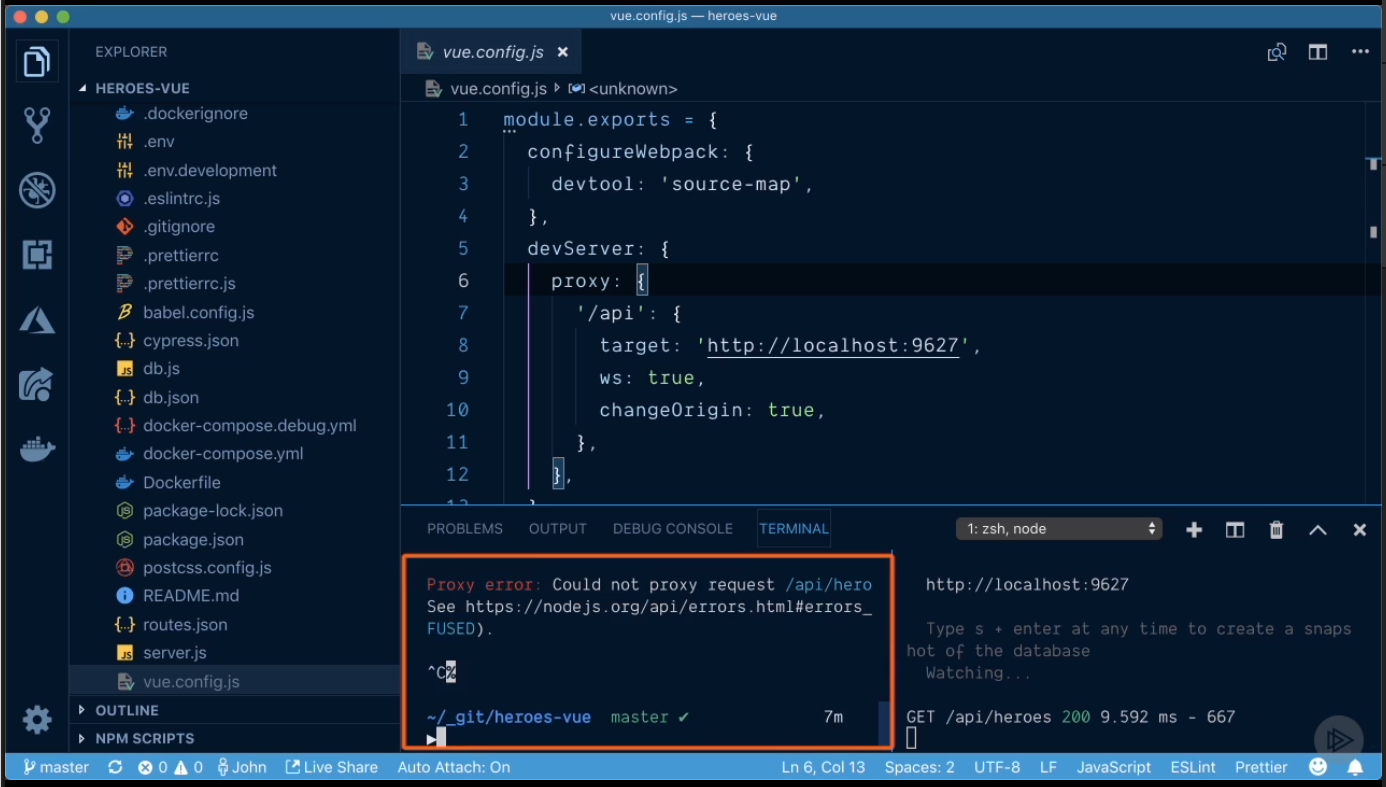 vue.config.js — heroes-vue
EXPLORER
HEROES-VUE
.dockerignore
.env
.env.development
.eslintrc.js
.gitignore
.prettierrc
.prettierrc.js
babel.config.js
cypress.json
db.js
db.json
docker-compose.debug.yml
docker-compose.yml
Dockerfile
package-lock.json
package.json
postcss.config.js
README.md
routes.json
server.js
vue.config.js
OUTLINE
NPM SCRIPTS
vue.config.js
vue.config.js <unknown>
1 module.exports = {
2 configureWebpack: {
3 devtool: 'source-map',
4 },
5 devServer: {
6 proxy: {
7 '/api': {
8 target: 'http://localhost:9627',
9 ws: true,
10 changeOrigin: true,
11 },
12 },
PROBLEMS OUTPUT DEBUG CONSOLE TERMINAL 1: zsh, node
Proxy error: Could not proxy request /api/hero
See https://nodejs.org/api/errors.html#errors_
FUSED).
^C%
~/_git/heroes-vue master ✔ 7m
http://localhost:9627
Type s + enter at any time to create a snaps
hot of the database
Watching...
GET /api/heroes 200 9.592 ms - 667
master 0 0 John Live Share Auto Attach: On Ln 6, Col 13 Spaces: 2 UTF-8 LF JavaScript ESLint Prettier